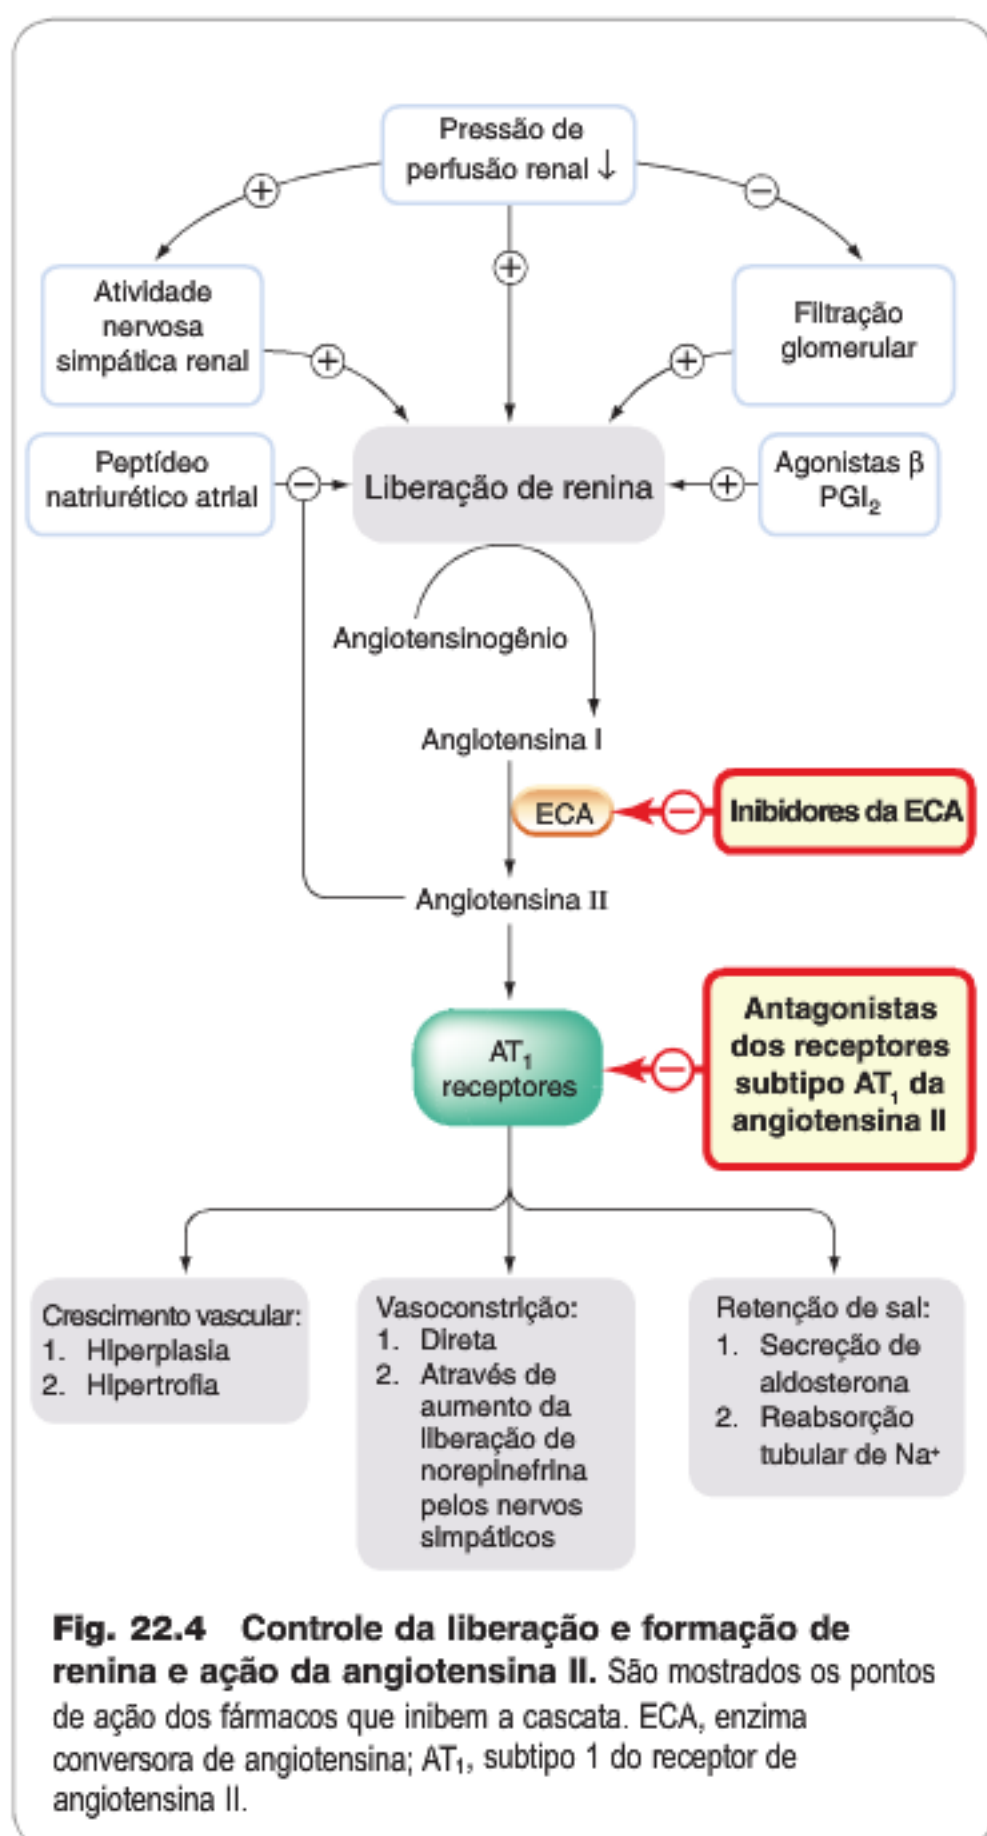 Pressão de
perfusão renal ↓
+
−
+
Atividade
nervosa
simpática renal
Filtração
glomerular
+
+
Peptídeo
natriurético atrial
−
Liberação de renina
+
Agonistas β
PGI₂
Angiotensinogênio
Angiotensina I
ECA
−
Inibidores da ECA
Angiotensina II
AT₁
receptores
−
Antagonistas
dos receptores
subtipo AT₁ da
angiotensina II
Crescimento vascular:
1. Hiperplasia
2. Hipertrofia
Vasoconstrição:
1. Direta
2. Através de
aumento da
liberação de
norepinefrina
pelos nervos
simpáticos
Retenção de sal:
1. Secreção de
aldosterona
2. Reabsorção
tubular de Na⁺
Fig. 22.4 Controle da liberação e formação de
renina e ação da angiotensina II. São mostrados os pontos
de ação dos fármacos que inibem a cascata. ECA, enzima
conversora de angiotensina; AT₁, subtipo 1 do receptor de
angiotensina II.